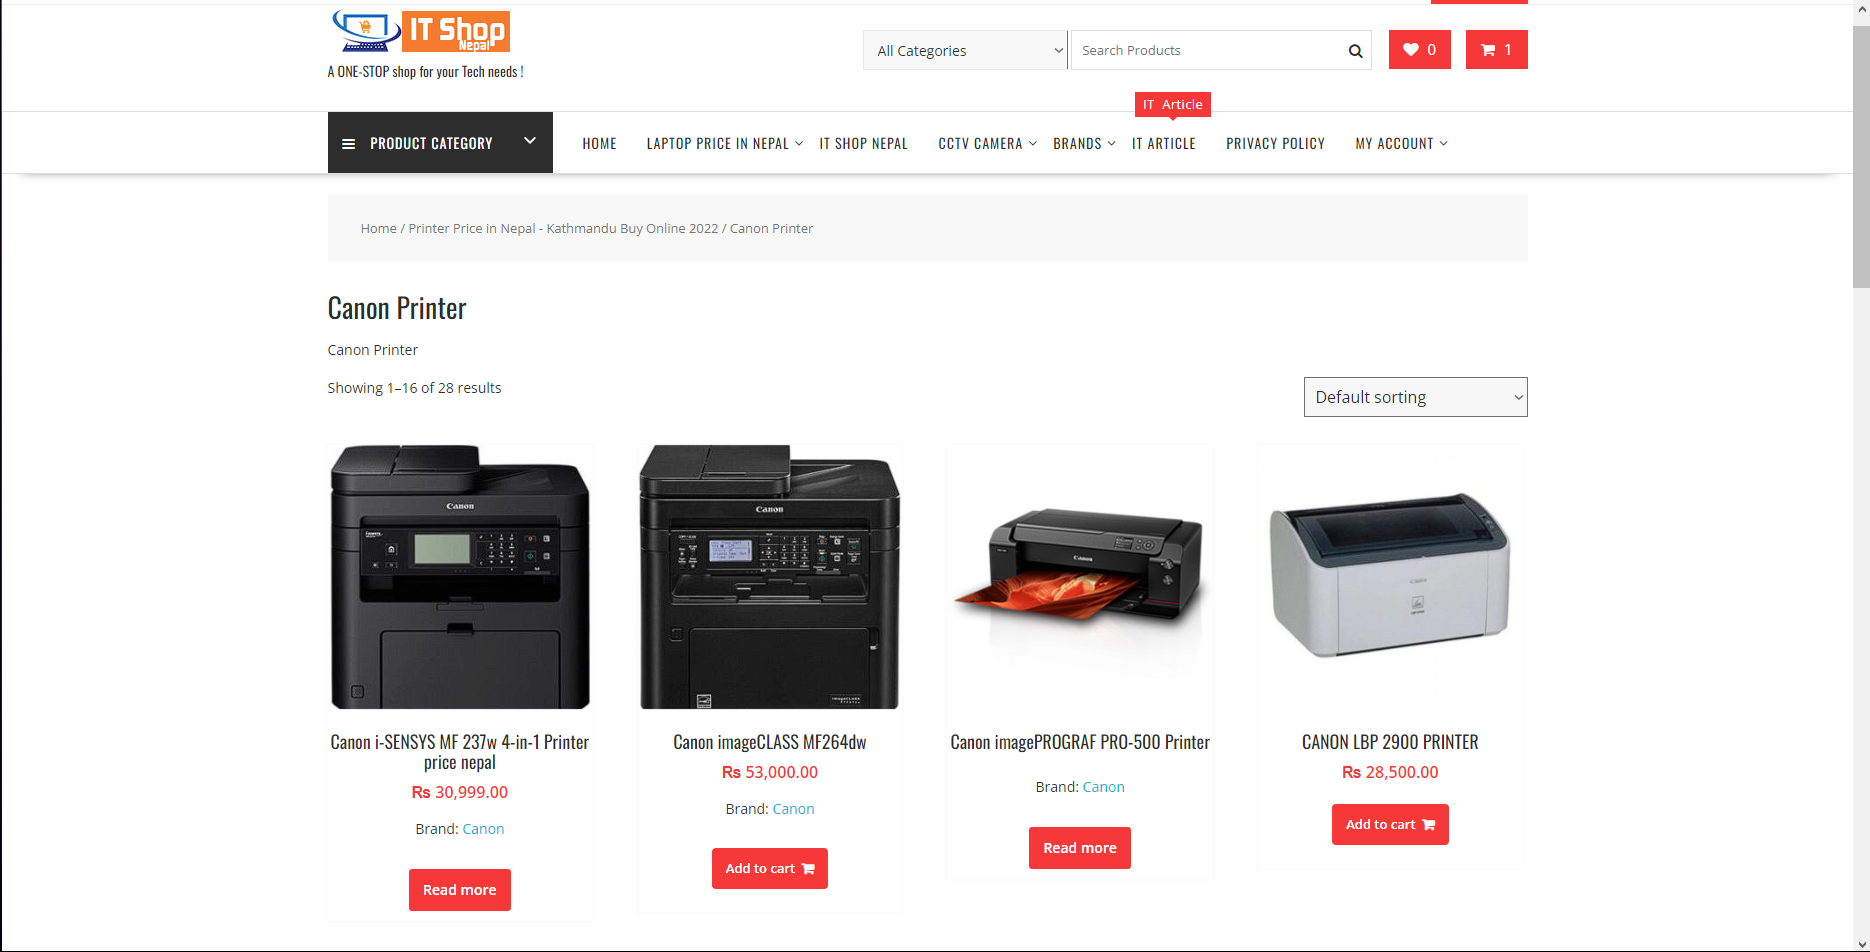 IT Shop
Nepal
A ONE-STOP shop for your Tech needs !
All Categories
Search Products
0
1
IT Article
PRODUCT CATEGORY
HOME
LAPTOP PRICE IN NEPAL
IT SHOP NEPAL
CCTV CAMERA
BRANDS
IT ARTICLE
PRIVACY POLICY
MY ACCOUNT
Home / Printer Price in Nepal - Kathmandu Buy Online 2022 / Canon Printer
Canon Printer
Canon Printer
Showing 1–16 of 28 results
Default sorting
Canon
Canon
Canon
Canon
Canon i-SENSYS MF 237w 4-in-1 Printer
price nepal
₨ 30,999.00
Brand: Canon
Read more
Canon imageCLASS MF264dw
₨ 53,000.00
Brand: Canon
Add to cart
Canon imagePROGRAF PRO-500 Printer
Brand: Canon
Read more
CANON LBP 2900 PRINTER
₨ 28,500.00
Add to cart